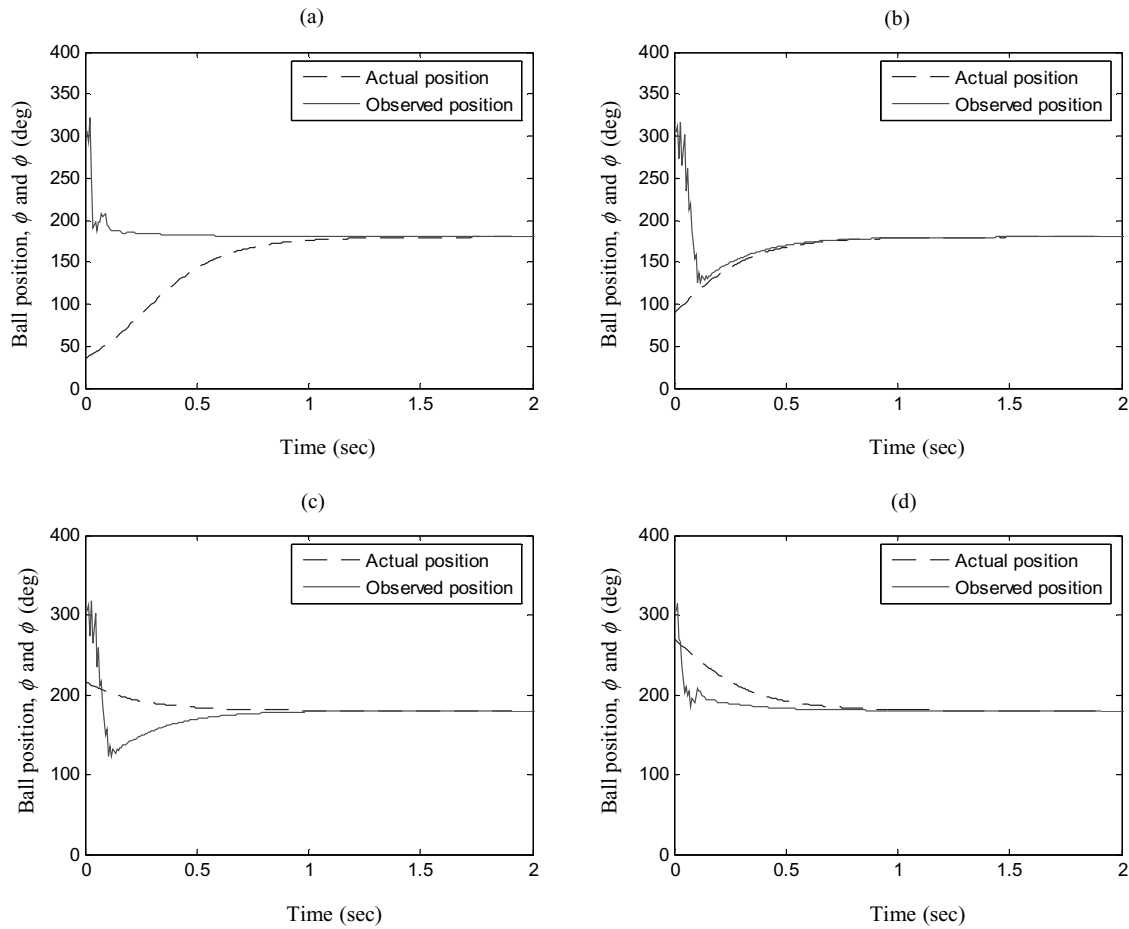 (a)
400
350
300
250
200
150
100
50
0
Ball position, ϕ and ϕ (deg)
Actual position
Observed position
0 0.5 1 1.5 2
Time (sec)
(b)
400
350
300
250
200
150
100
50
0
Ball position, ϕ and ϕ (deg)
Actual position
Observed position
0 0.5 1 1.5 2
Time (sec)
(c)
400
300
200
100
0
Ball position, ϕ and ϕ (deg)
Actual position
Observed position
0 0.5 1 1.5 2
Time (sec)
(d)
400
300
200
100
0
Ball position, ϕ and ϕ (deg)
Actual position
Observed position
0 0.5 1 1.5 2
Time (sec)